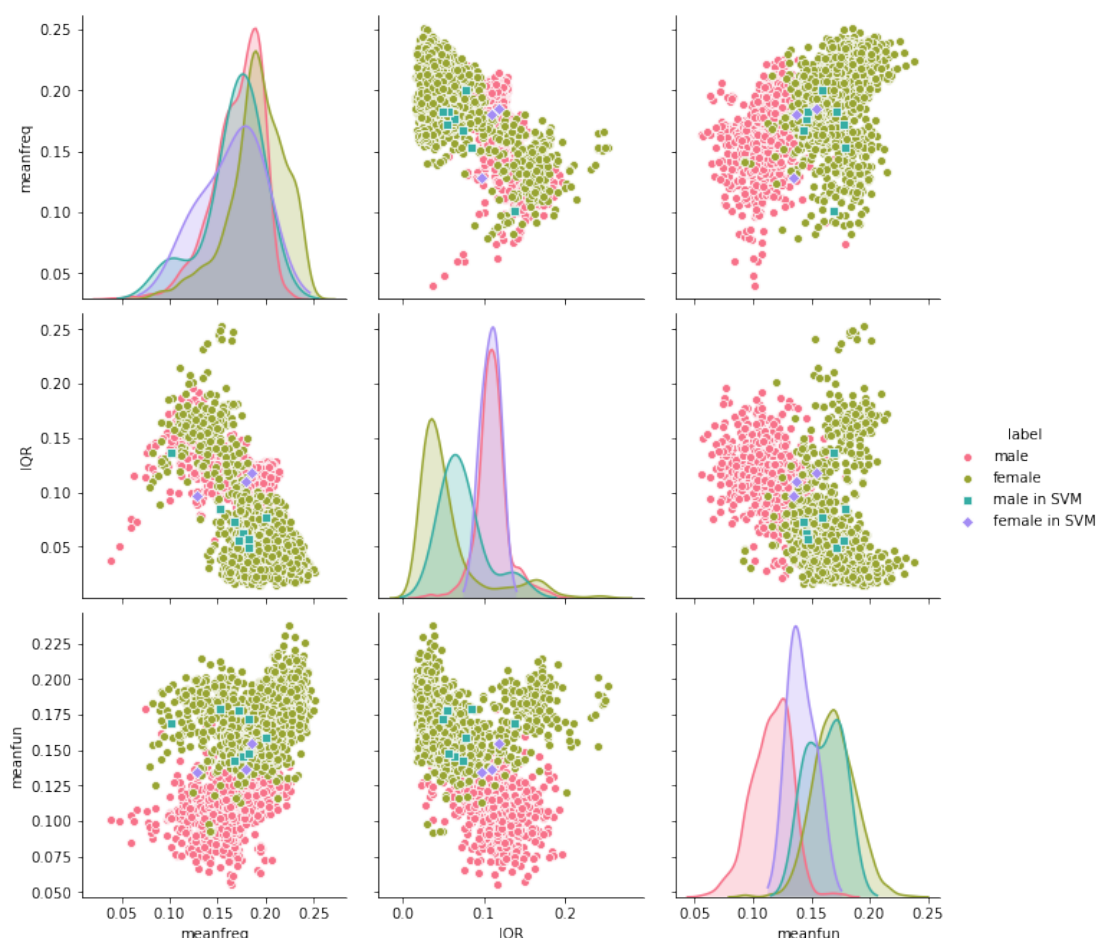 0.25
0.20
0.15
0.10
0.05
meanfreq
0.25
0.20
0.15
0.10
0.05
IQR
label
male
female
male in SVM
female in SVM
0.225
0.200
0.175
0.150
0.125
0.100
0.075
0.050
meanfun
0.05 0.10 0.15 0.20 0.25
meanfreq
0.0 0.1 0.2
IQR
0.05 0.10 0.15 0.20 0.25
meanfun